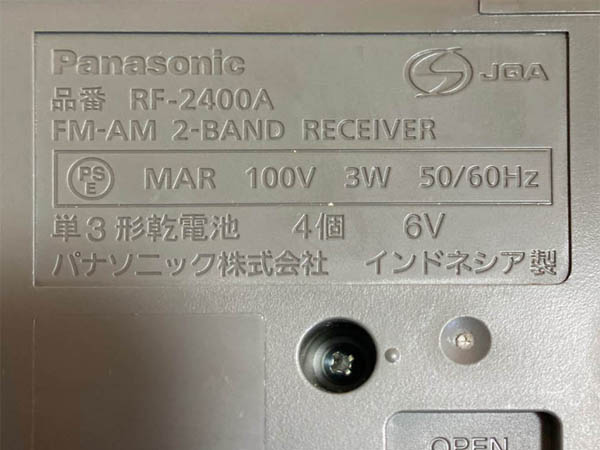 Panasonic
JQA
品番 RF-2400A
FM-AM 2-BAND RECEIVER
PS E MAR 100V 3W 50/60Hz
単3形乾電池 4個 6V
パナソニック株式会社 インドネシア製
OPEN